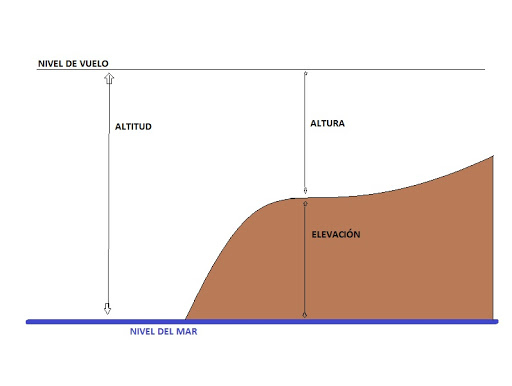 NIVEL DE VUELO
ALTITUD
ALTURA
ELEVACIÓN
NIVEL DEL MAR